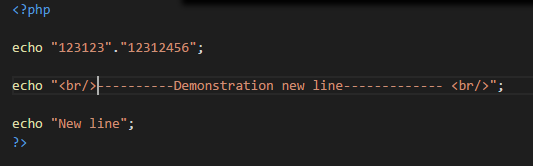 <?php
echo "123123"."12312456";
echo "<br/>----------Demonstration new line------------- <br/>";
echo "New line";
?>